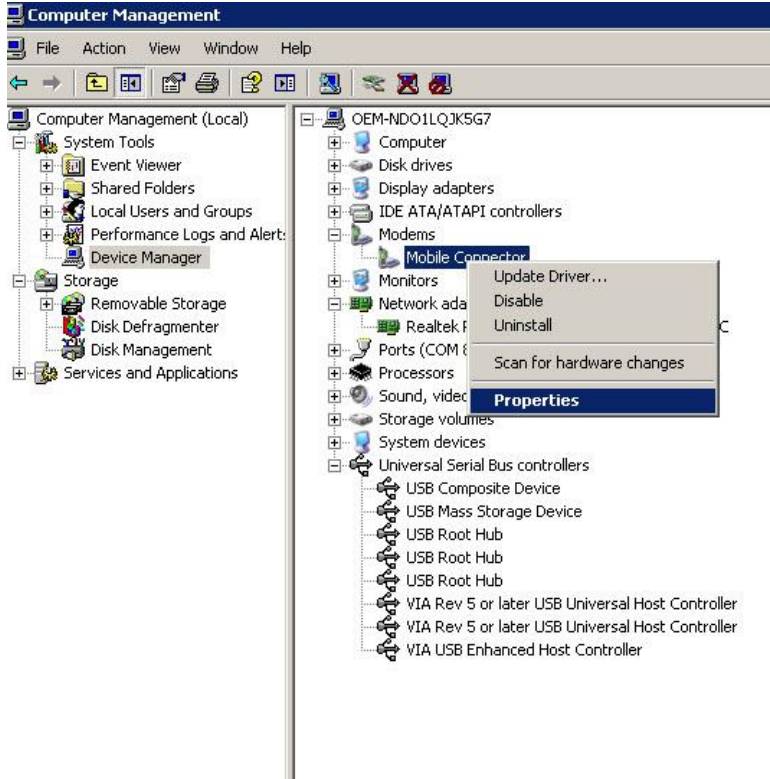 Computer Management
File Action View Window Help
Computer Management (Local)
System Tools
Event Viewer
Shared Folders
Local Users and Groups
Performance Logs and Alert
Device Manager
Storage
Removable Storage
Disk Defragmenter
Disk Management
Services and Applications
OEM-NDO1LQJK5G7
Computer
Disk drives
Display adapters
IDE ATA/ATAPI controllers
Modems
Mobile Connector
Monitors
Network ada
Realtek C
Ports (COM
Processors
Sound, video
Storage volumes
System devices
Universal Serial Bus controllers
USB Composite Device
USB Mass Storage Device
USB Root Hub
USB Root Hub
USB Root Hub
VIA Rev 5 or later USB Universal Host Controller
VIA Rev 5 or later USB Universal Host Controller
VIA USB Enhanced Host Controller
Update Driver...
Disable
Uninstall
Scan for hardware changes
Properties